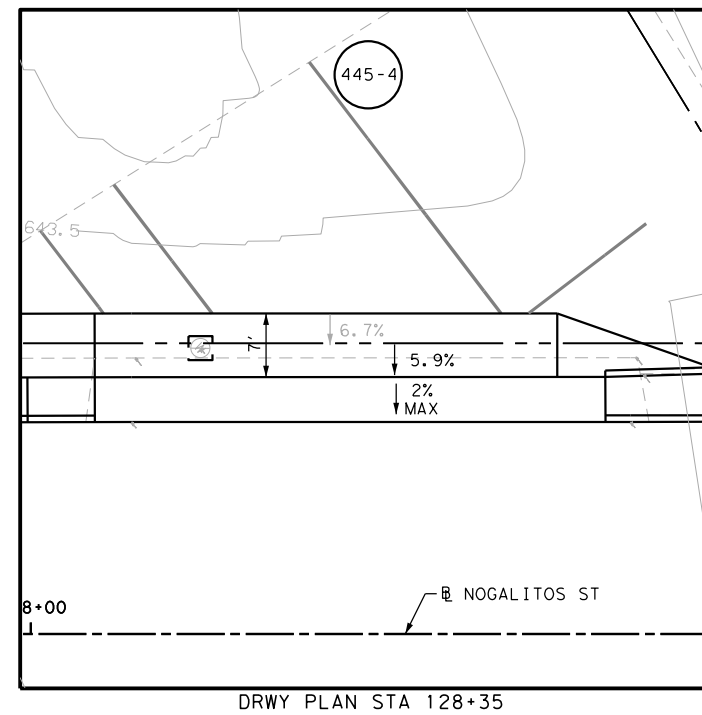 445-4
643.5
6.7%
7'
5.9%
2%
MAX
8+00
℄ NOGALITOS ST
DRWY PLAN STA 128+35